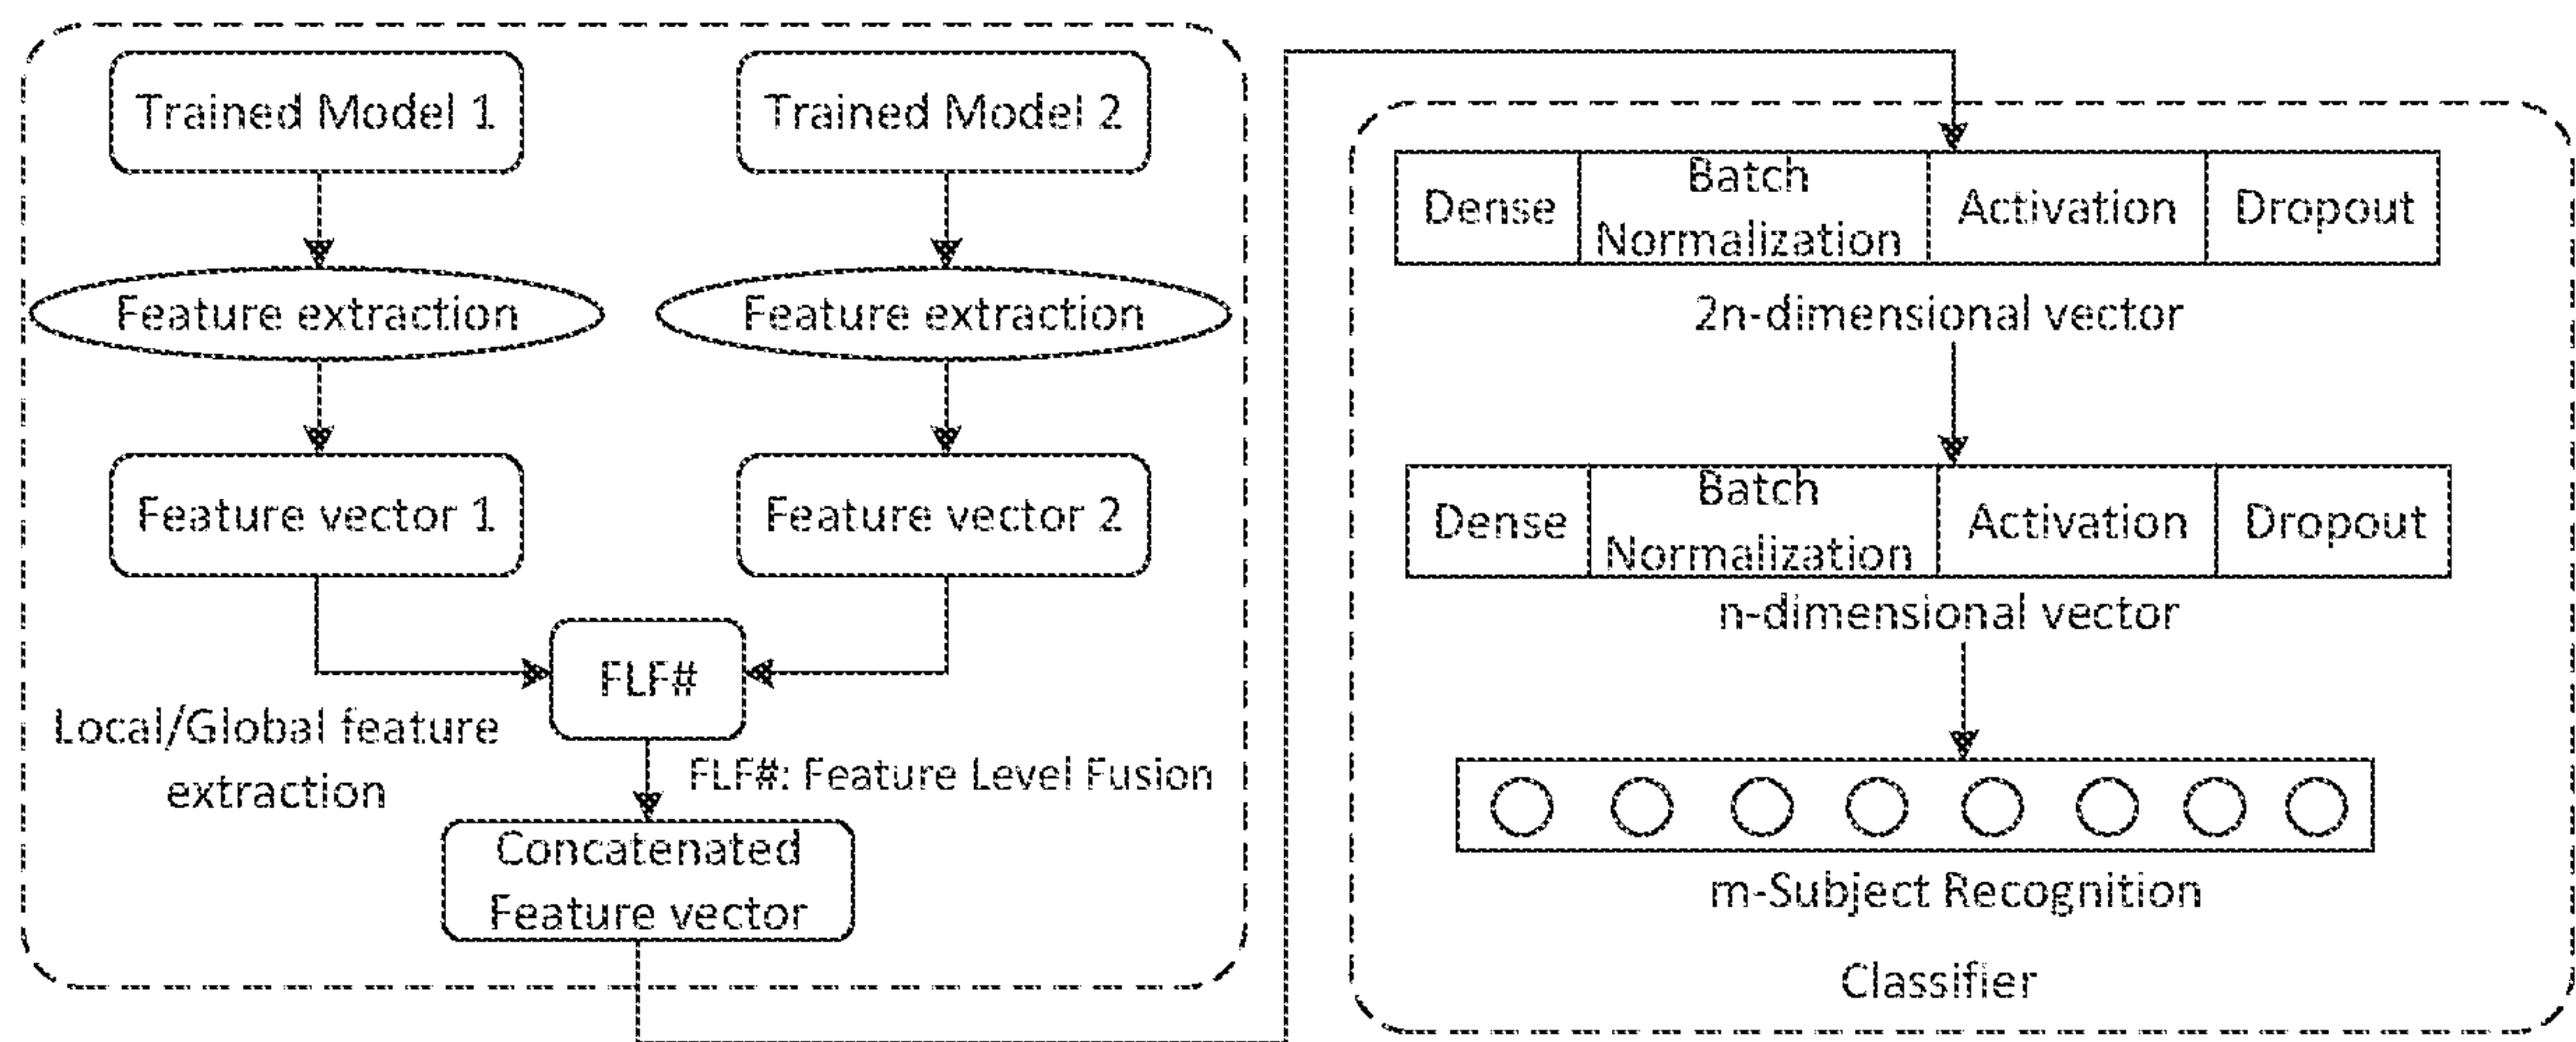 Trained Model 1
Trained Model 2
Feature extraction
Feature extraction
Feature vector 1
Feature vector 2
FLF#
Local/Global feature
extraction
FLF#: Feature Level Fusion
Concatenated
Feature vector
Dense
Batch
Normalization
Activation
Dropout
2n-dimensional vector
Dense
Batch
Normalization
Activation
Dropout
n-dimensional vector
m-Subject Recognition
Classifier